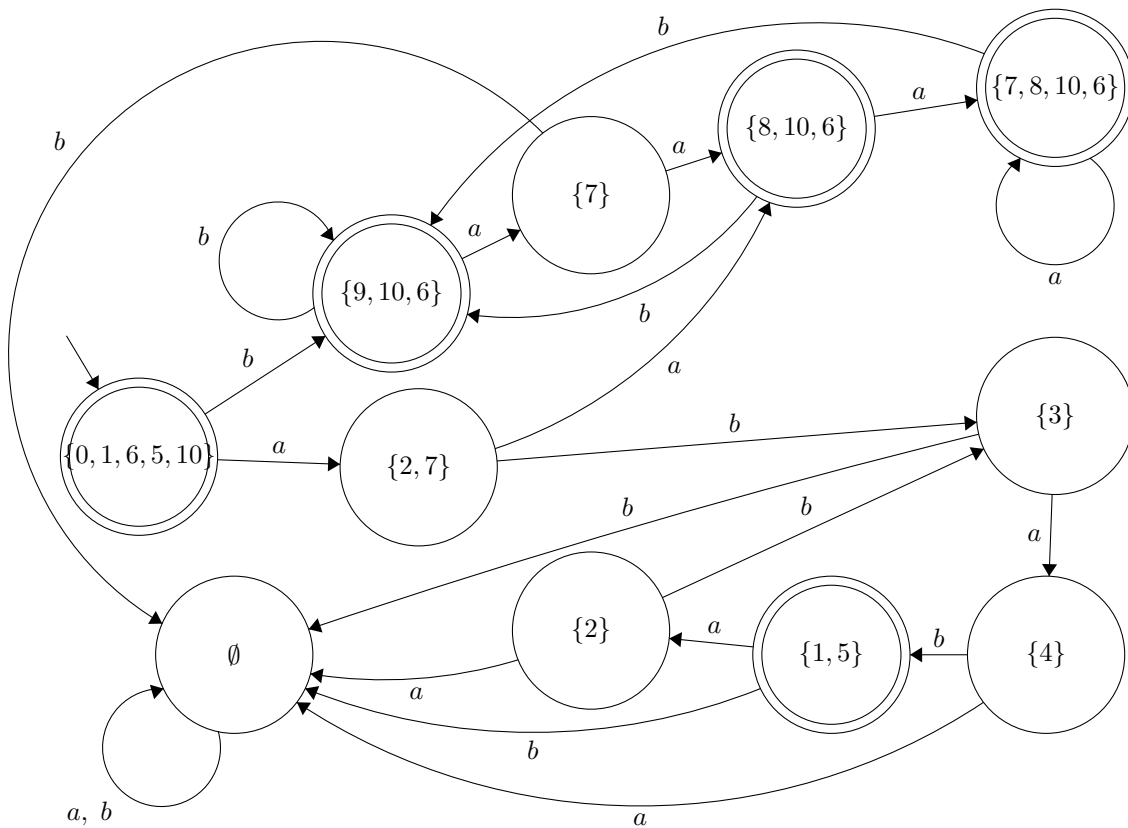 b
{7, 8, 10, 6}
a
{8, 10, 6}
b
a
{7}
a
b
b
{9, 10, 6}
a
b
b
a
{3}
b
{0, 1, 6, 5, 10}
a
{2, 7}
b
b
a
{2}
a
{1, 5}
b
{4}
∅
a
b
a
a, b